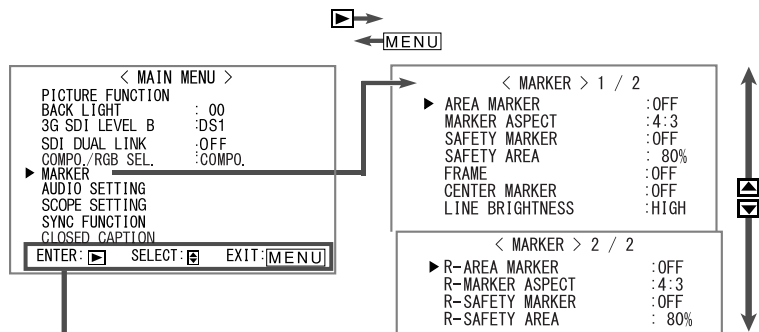 MENU
< MAIN MENU >
PICTURE FUNCTION
BACK LIGHT : 00
3G SDI LEVEL B :DS1
SDI DUAL LINK :OFF
COMPO./RGB SEL. :COMPO.
MARKER
AUDIO SETTING
SCOPE SETTING
SYNC FUNCTION
CLOSED CAPTION
ENTER: SELECT: EXIT:MENU
< MARKER > 1 / 2
AREA MARKER :OFF
MARKER ASPECT :4:3
SAFETY MARKER :OFF
SAFETY AREA : 80%
FRAME :OFF
CENTER MARKER :OFF
LINE BRIGHTNESS :HIGH
< MARKER > 2 / 2
R-AREA MARKER :OFF
R-MARKER ASPECT :4:3
R-SAFETY MARKER :OFF
R-SAFETY AREA : 80%